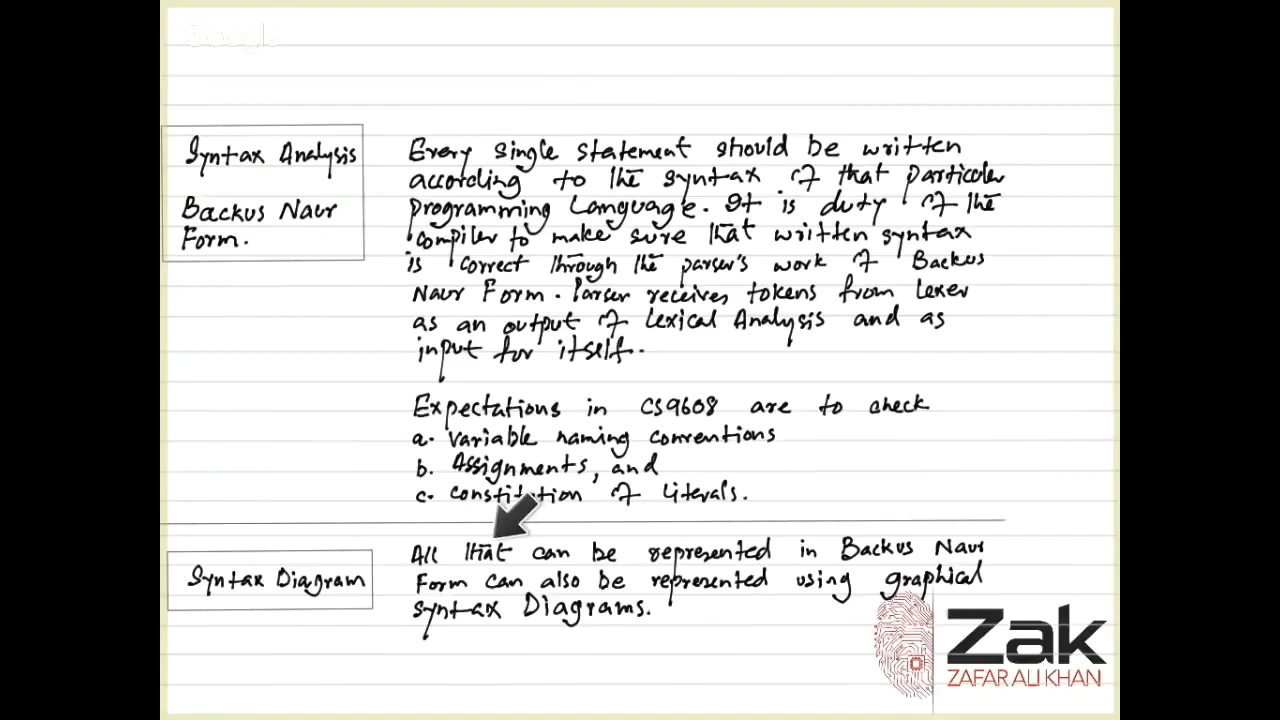 Google
Syntax Analysis
Backus Naur
Form.
Every single statement should be written
according to the syntax of that particular
programming Language. It is duty of the
compiler to make sure that written syntax
is correct through the parser's work of Backus
Naur Form. Parser receives tokens from Lexer
as an output of Lexical Analysis and as
input for itself.
Expectations in CS9608 are to check
a. Variable naming conventions
b. Assignments, and
c. Constitution of Literals.
Syntax Diagram
All that can be represented in Backus Naur
Form can also be represented using graphical
Syntax Diagrams.
Zak
ZAFAR ALI KHAN